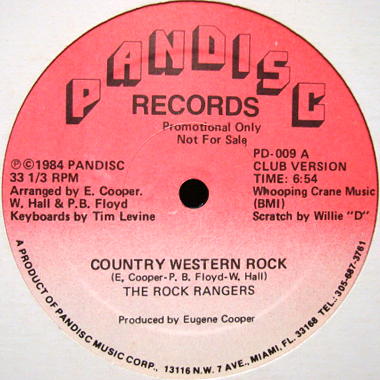 PANDISC
RECORDS
Promotional Only
Not For Sale
℗©1984 PANDISC
33 1/3 RPM
Arranged by E. Cooper.
W. Hall & P.B. Floyd
Keyboards by Tim Levine
PD-009 A
CLUB VERSION
TIME: 6:54
Whooping Crane Music
(BMI)
Scratch by Willie "D"
COUNTRY WESTERN ROCK
(E, Cooper-P. B. Floyd-W. Hall)
THE ROCK RANGERS
Produced by Eugene Cooper
A PRODUCT OF PANDISC MUSIC CORP., 13116 N.W. 7 AVE., MIAMI, FL. 33168 TEL.: 305-687-3761